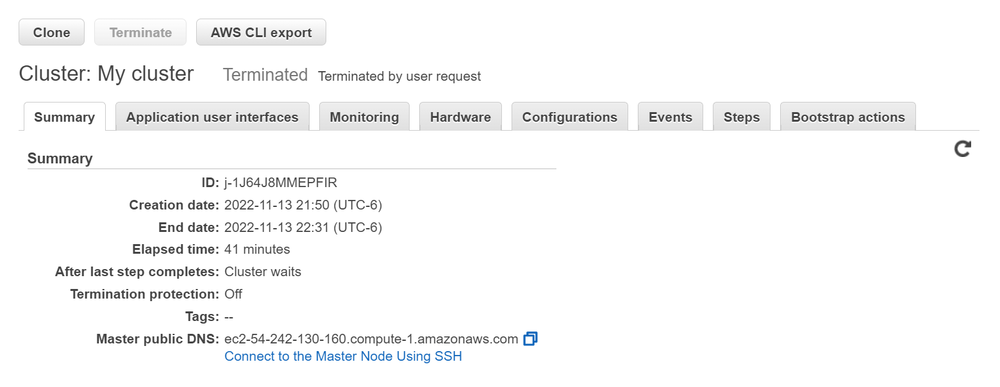 Clone Terminate AWS CLI export
Cluster: My cluster Terminated Terminated by user request
Summary Application user interfaces Monitoring Hardware Configurations Events Steps Bootstrap actions
Summary
ID: j-1J64J8MMEPFIR
Creation date: 2022-11-13 21:50 (UTC-6)
End date: 2022-11-13 22:31 (UTC-6)
Elapsed time: 41 minutes
After last step completes: Cluster waits
Termination protection: Off
Tags: --
Master public DNS: ec2-54-242-130-160.compute-1.amazonaws.com
Connect to the Master Node Using SSH